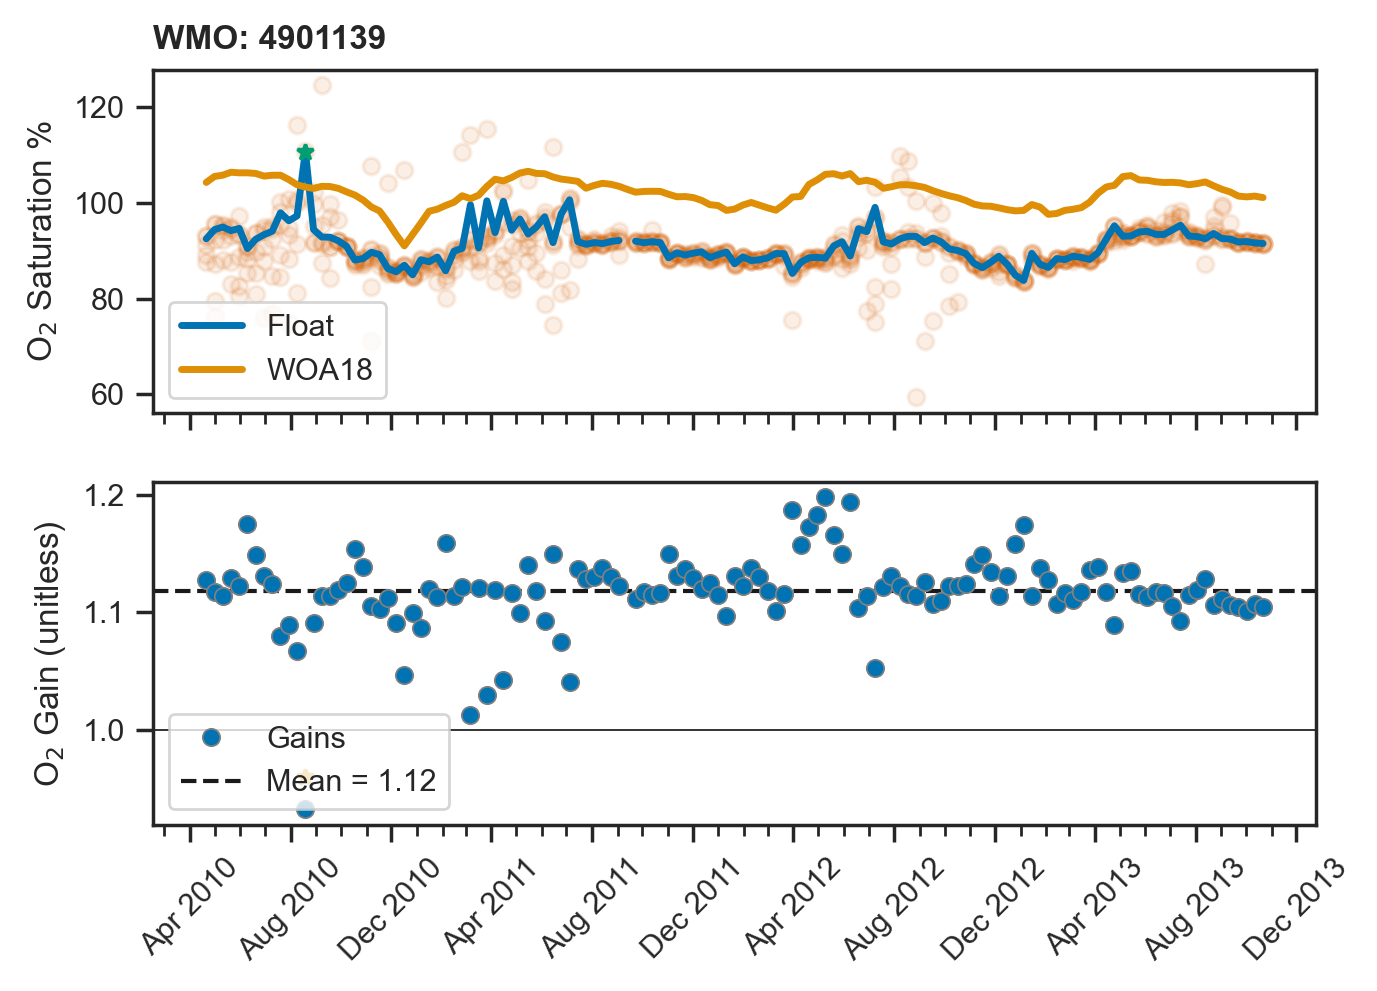 WMO: 4901139
O₂ Saturation %
120
100
80
60
Float
WOA18
O₂ Gain (unitless)
1.2
1.1
1.0
Gains
Mean = 1.12
Apr 2010
Aug 2010
Dec 2010
Apr 2011
Aug 2011
Dec 2011
Apr 2012
Aug 2012
Dec 2012
Apr 2013
Aug 2013
Dec 2013